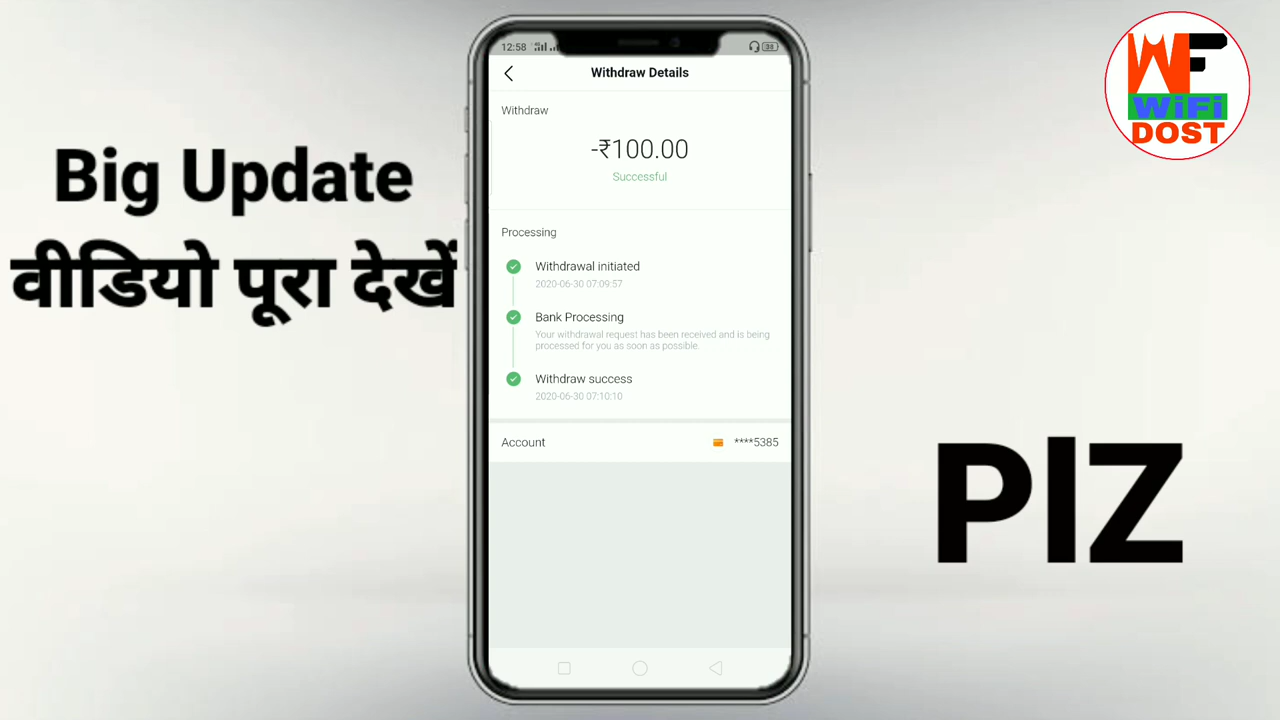 12:58
38
Withdraw Details
Withdraw
-₹100.00
Successful
Processing
Withdrawal initiated
2020-06-30 07:09:57
Bank Processing
Your withdrawal request has been received and is being
processed for you as soon as possible.
Withdraw success
2020-06-30 07:10:10
Account ****5385
Big Update
वीडियो पूरा देखें
PlZ
WF
WiFi
DOST